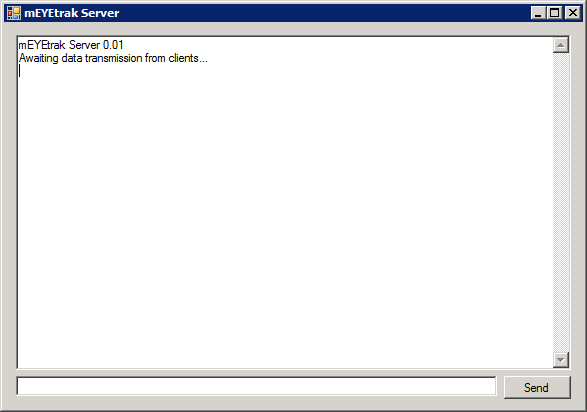 mEYEtrak Server
mEYEtrak Server 0.01
Awaiting data transmission from clients...
Send